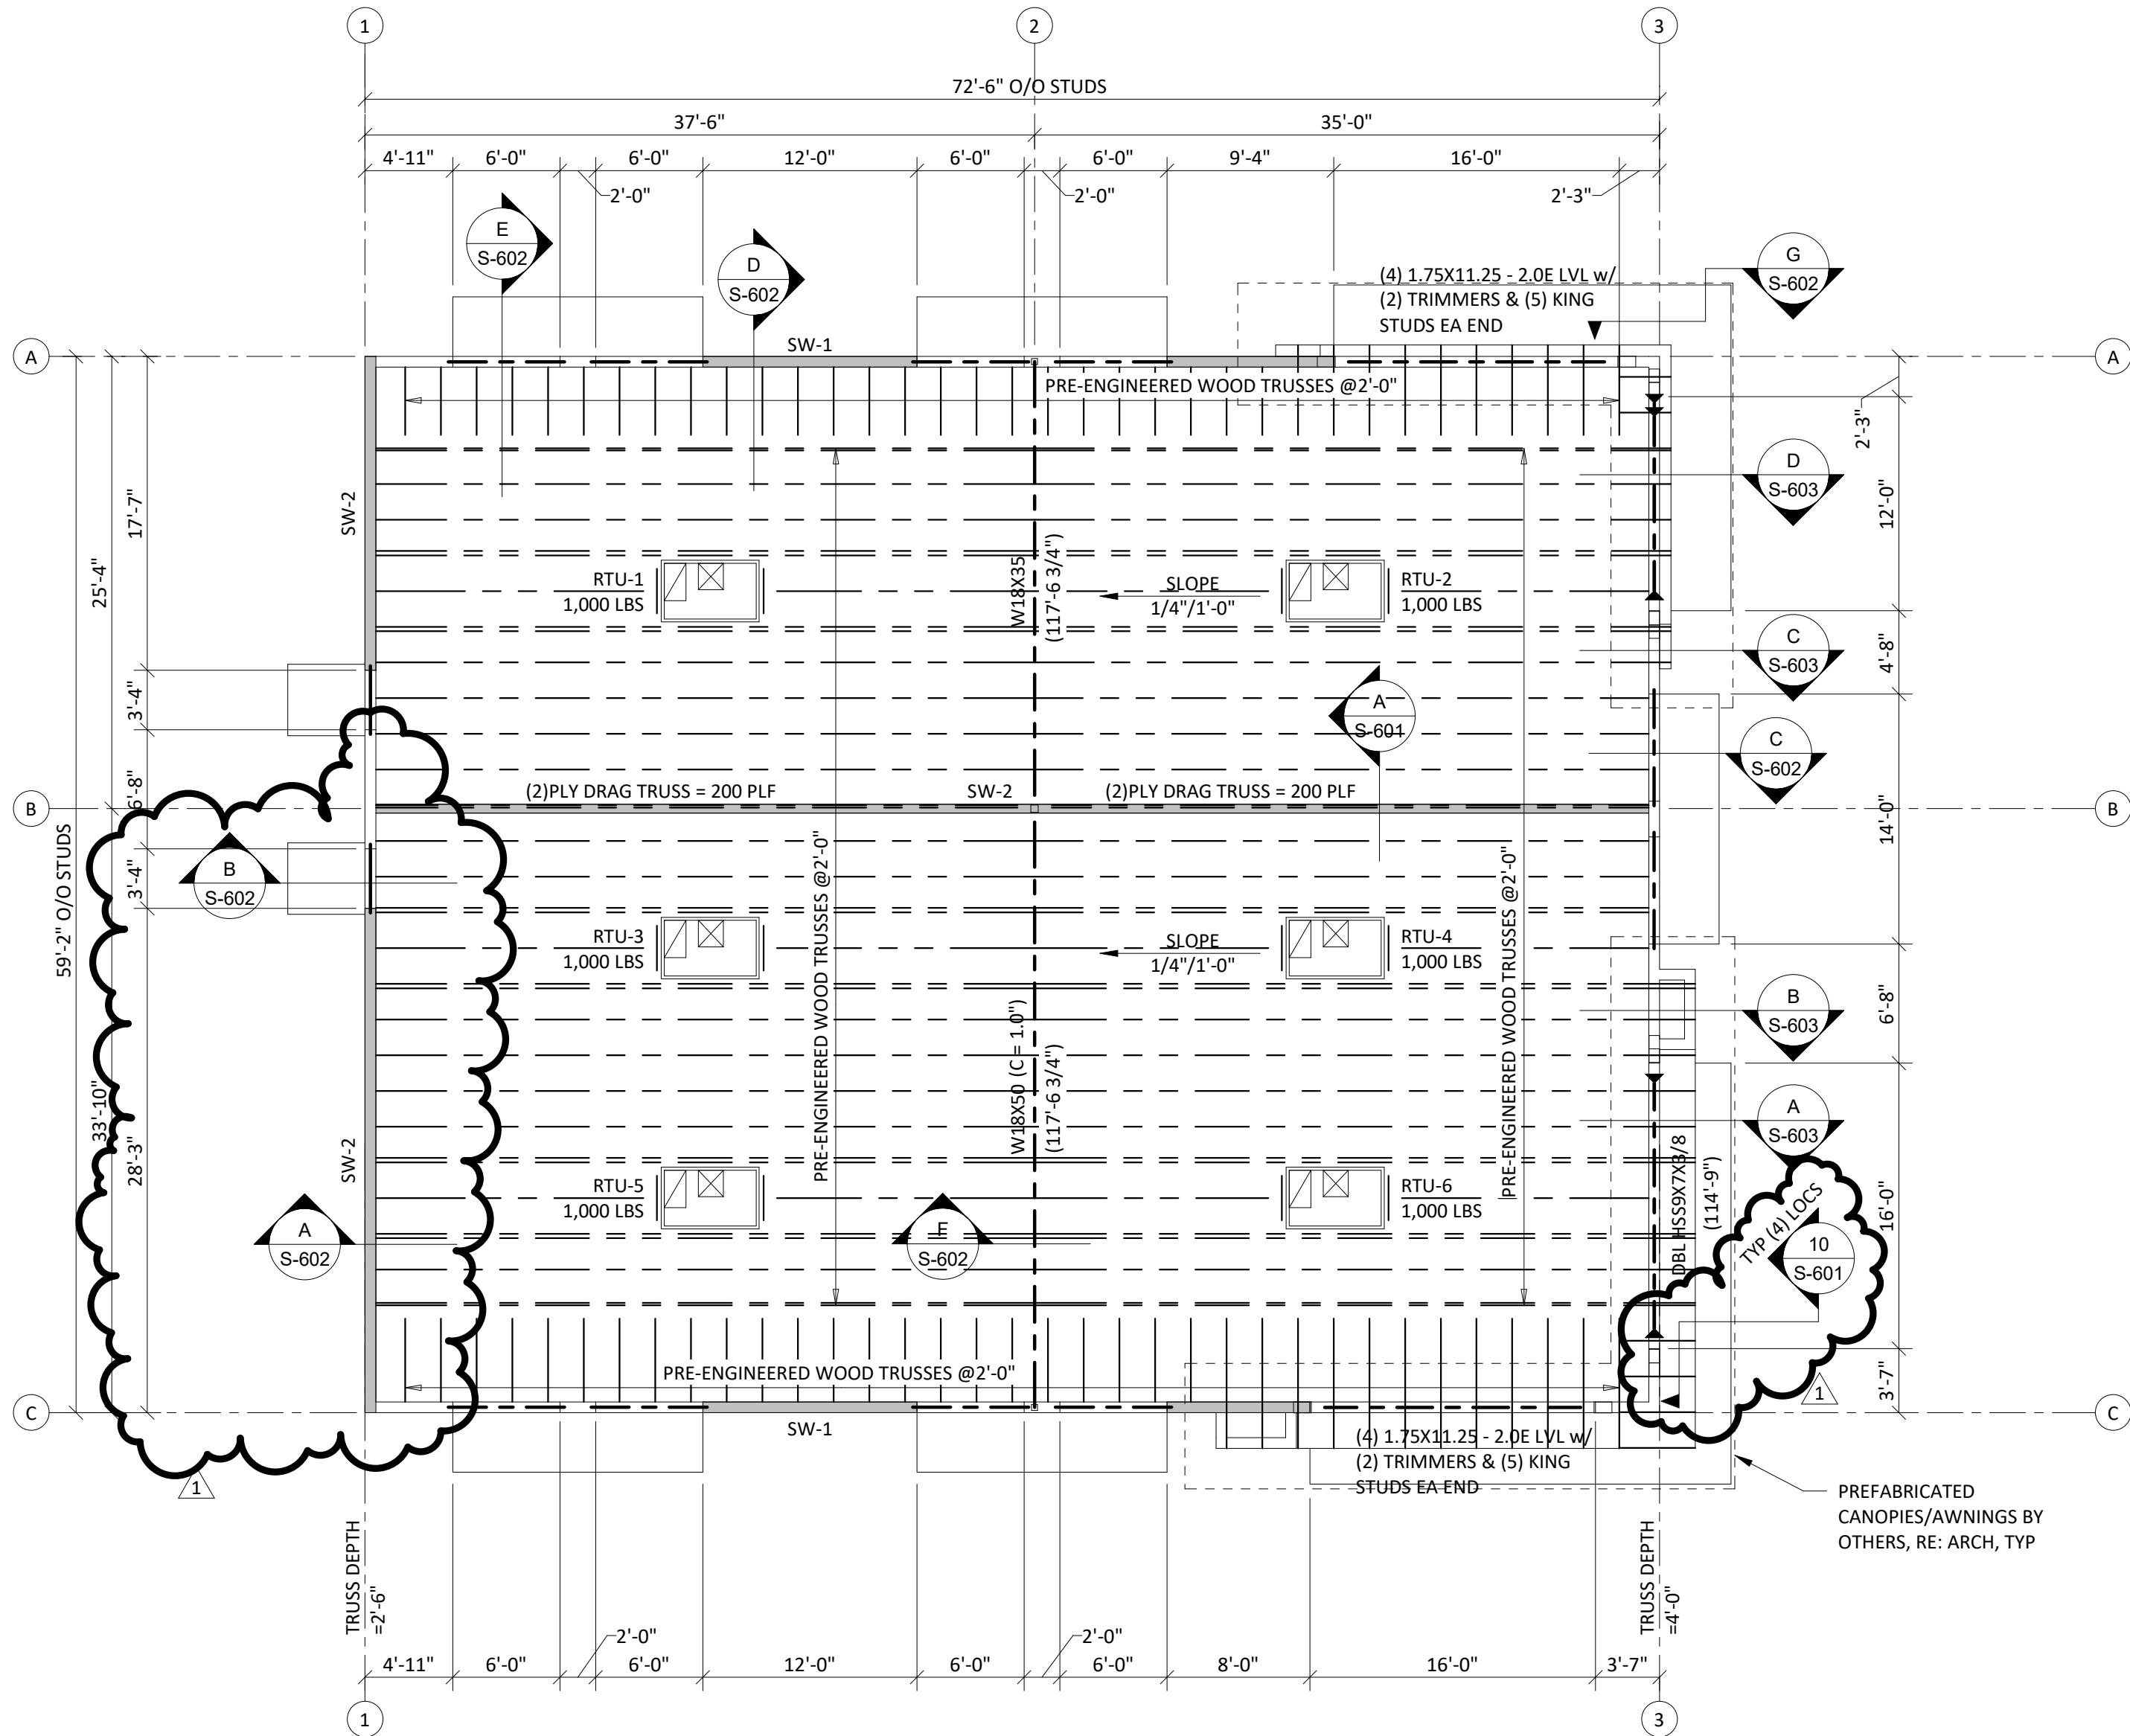 1
2
3
72'-6" O/O STUDS
37'-6"
35'-0"
4'-11"
6'-0"
6'-0"
12'-0"
6'-0"
6'-0"
9'-4"
16'-0"
2'-0"
2'-0"
2'-3"
E
S-602
D
S-602
G
S-602
(4) 1.75X11.25 - 2.0E LVL w/
(2) TRIMMERS & (5) KING
STUDS EA END
A
SW-1
A
PRE-ENGINEERED WOOD TRUSSES @2'-0"
2'-3"
SW-2
17'-7"
25'-4"
D
S-603
12'-0"
RTU-1
1,000 LBS
W18X35
(117'-6 3/4")
SLOPE
1/4"/1'-0"
RTU-2
1,000 LBS
C
S-603
4'-8"
3'-4"
A
S-601
C
S-602
6'-8"
B
(2)PLY DRAG TRUSS = 200 PLF
SW-2
(2)PLY DRAG TRUSS = 200 PLF
B
14'-0"
59'-2" O/O STUDS
3'-4"
B
S-602
PRE-ENGINEERED WOOD TRUSSES @2'-0"
PRE-ENGINEERED WOOD TRUSSES @2'-0"
RTU-3
1,000 LBS
SLOPE
1/4"/1'-0"
RTU-4
1,000 LBS
B
S-603
6'-8"
W18X50 (C = 1.0")
(117'-6 3/4")
33'-10"
28'-3"
SW-2
A
S-603
DBL HSS9X7X3/8
(114'-9")
RTU-5
1,000 LBS
RTU-6
1,000 LBS
A
S-602
F
S-602
TYP (4) LOCS
10
S-601
16'-0"
3'-7"
PRE-ENGINEERED WOOD TRUSSES @2'-0"
1
C
SW-1
C
(4) 1.75X11.25 - 2.0E LVL w/
(2) TRIMMERS & (5) KING
STUDS EA END
1
PREFABRICATED
CANOPIES/AWNINGS BY
OTHERS, RE: ARCH, TYP
TRUSS DEPTH
=2'-6"
TRUSS DEPTH
=4'-0"
2'-0"
2'-0"
4'-11"
6'-0"
6'-0"
12'-0"
6'-0"
6'-0"
8'-0"
16'-0"
3'-7"
1
3